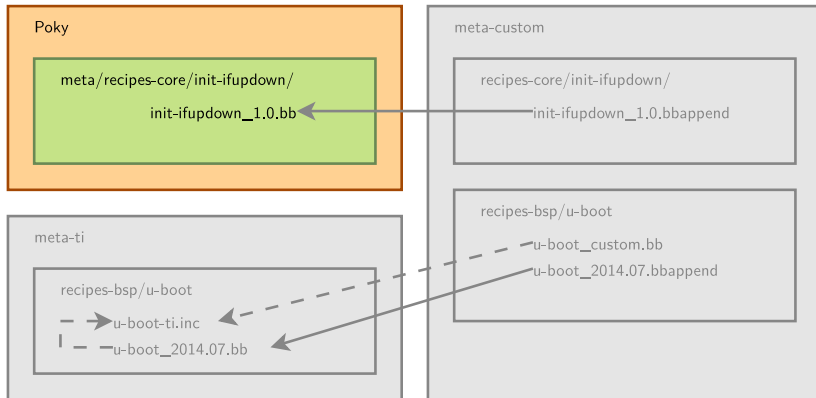 Poky
meta/recipes-core/init-ifupdown/
init-ifupdown_1.0.bb
meta-custom
recipes-core/init-ifupdown/
init-ifupdown_1.0.bbappend
recipes-bsp/u-boot
u-boot_custom.bb
u-boot_2014.07.bbappend
meta-ti
recipes-bsp/u-boot
u-boot-ti.inc
u-boot_2014.07.bb